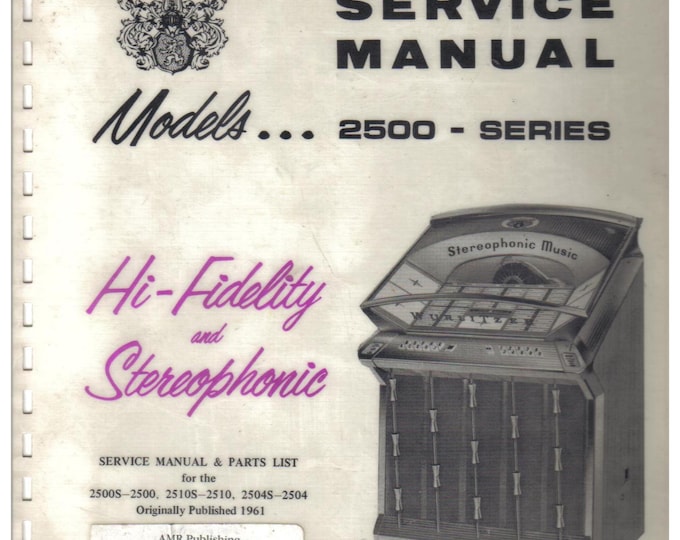 SERVICE
MANUAL
Models... 2500 - SERIES
Stereophonic Music
WURLITZER
Hi-Fidelity
and
Stereophonic
SERVICE MANUAL & PARTS LIST
for the
2500S–2500, 2510S–2510, 2504S–2504
Originally Published 1961
AMR Publishing